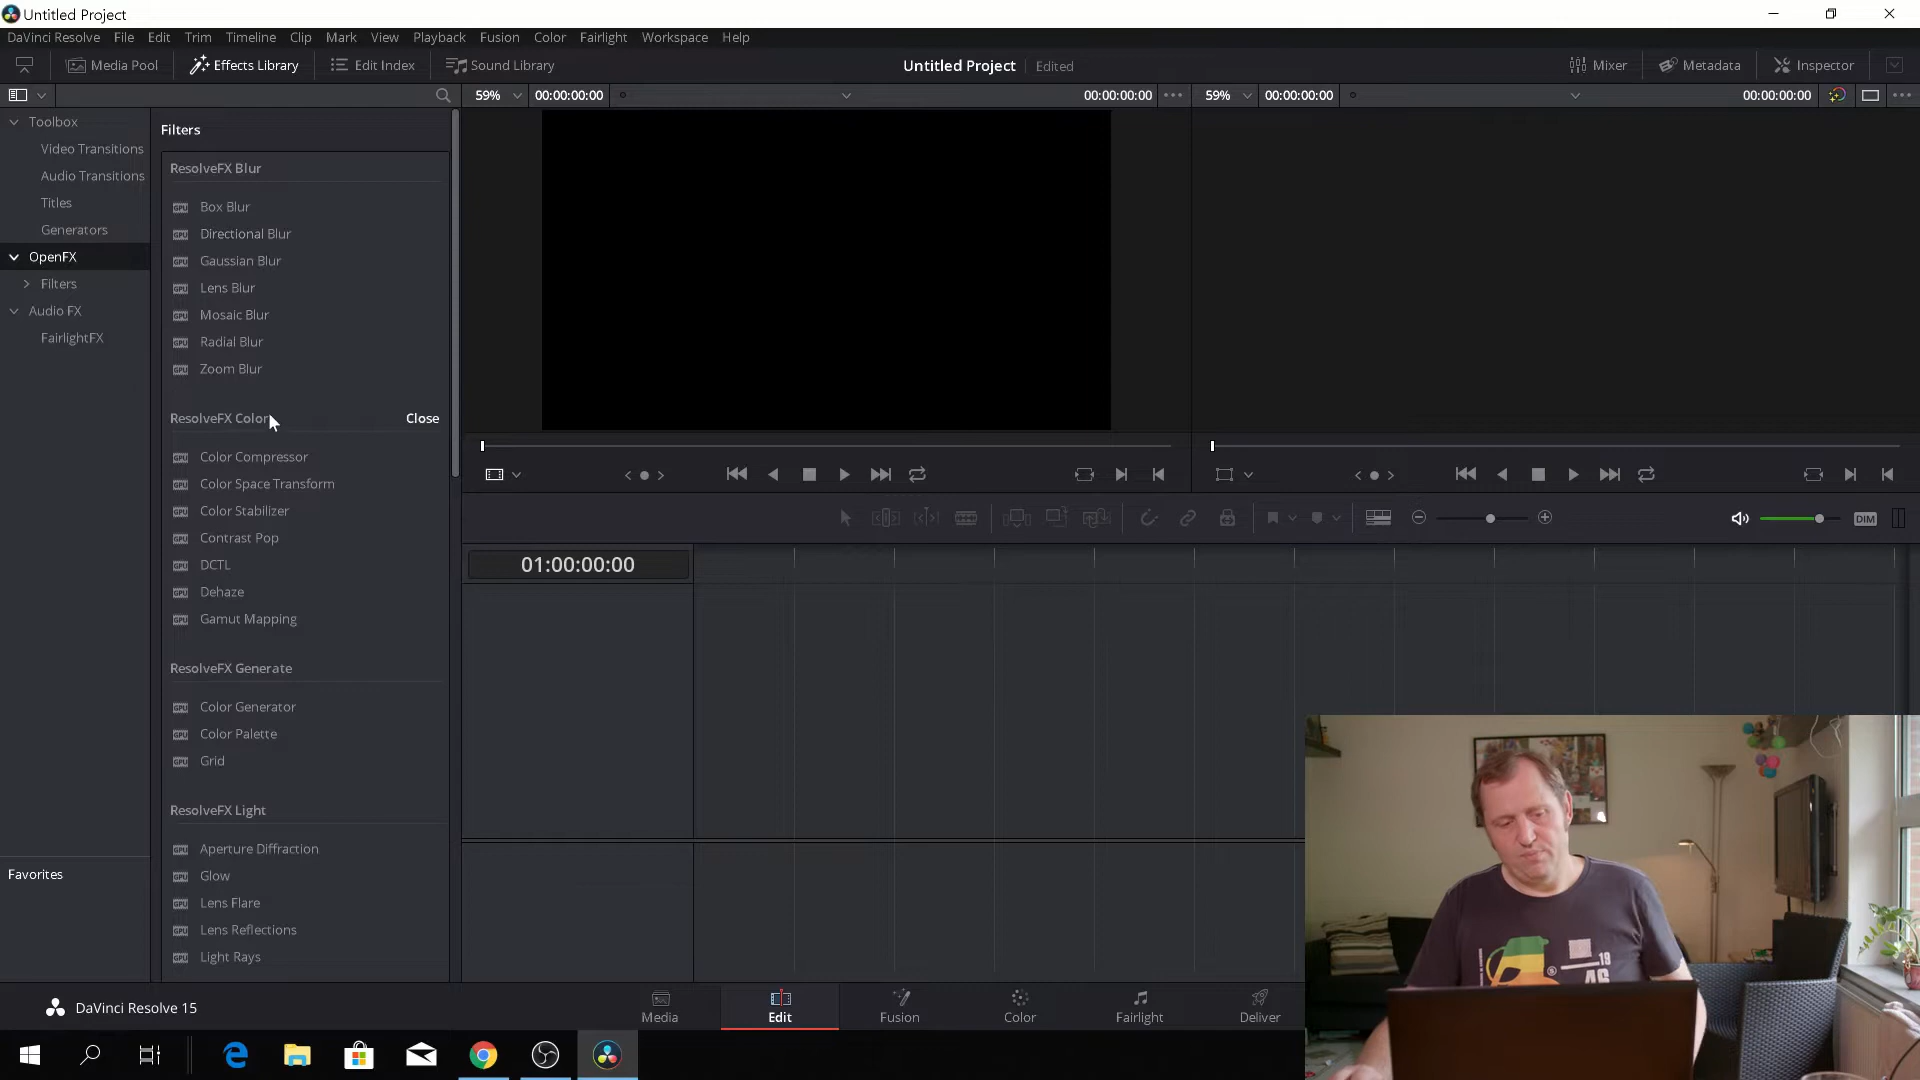 Untitled Project
DaVinci Resolve File Edit Trim Timeline Clip Mark View Playback Fusion Color Fairlight Workspace Help
Media Pool Effects Library Edit Index Sound Library Untitled Project Edited Mixer Metadata Inspector
59% 00:00:00:00 00:00:00:00 59% 00:00:00:00 00:00:00:00
Toolbox
Video Transitions
Audio Transitions
Titles
Generators
OpenFX
Filters
Audio FX
FairlightFX
Favorites
Filters
ResolveFX Blur
Box Blur
Directional Blur
Gaussian Blur
Lens Blur
Mosaic Blur
Radial Blur
Zoom Blur
ResolveFX Color Close
Color Compressor
Color Space Transform
Color Stabilizer
Contrast Pop
DCTL
Dehaze
Gamut Mapping
ResolveFX Generate
Color Generator
Color Palette
Grid
ResolveFX Light
Aperture Diffraction
Glow
Lens Flare
Lens Reflections
Light Rays
DIM
01:00:00:00
19
46
DaVinci Resolve 15
Media Edit Fusion Color Fairlight Deliver